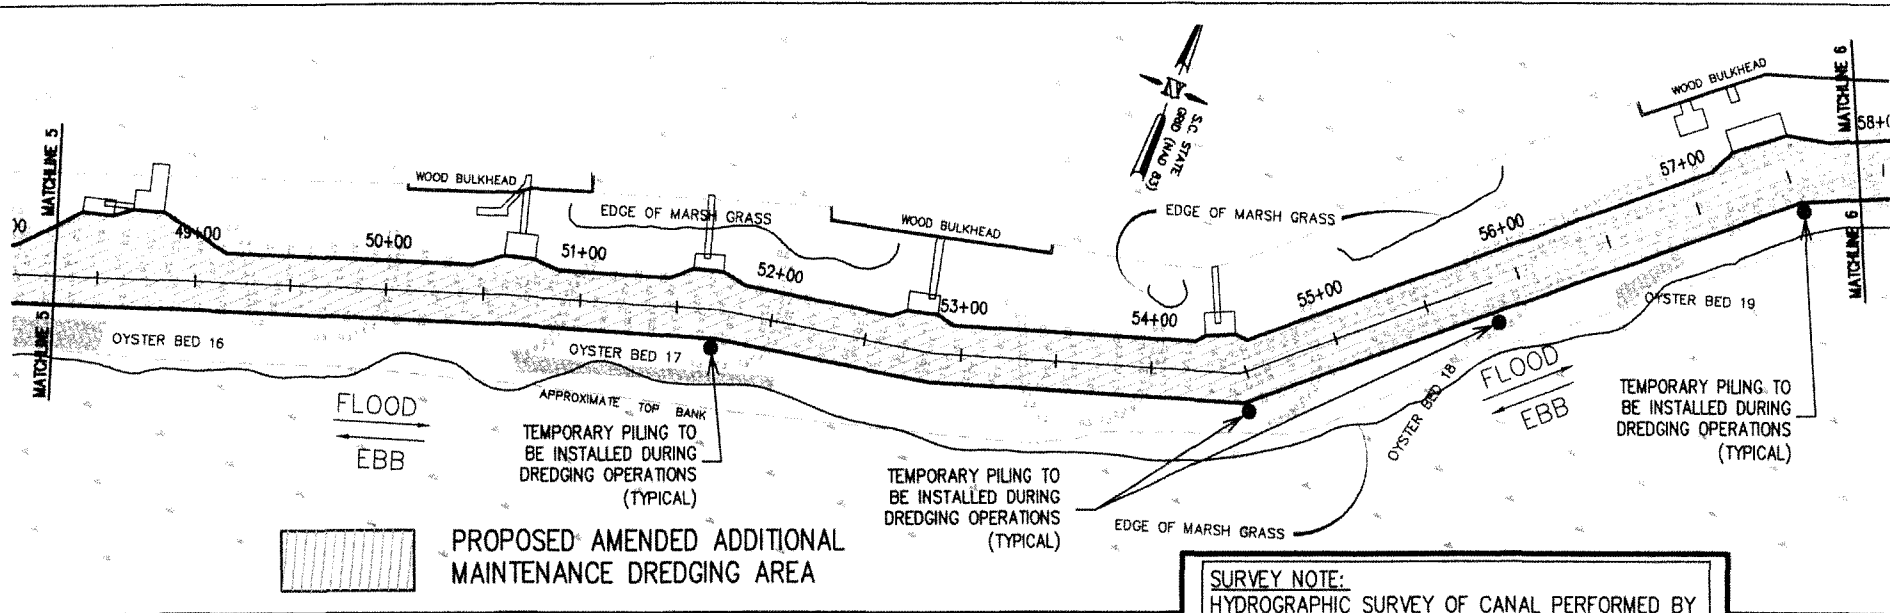 MATCHLINE 5
MATCHLINE 5
49+00
50+00
51+00
52+00
53+00
54+00
55+00
56+00
57+00
MATCHLINE 6
MATCHLINE 6
WOOD BULKHEAD
EDGE OF MARSH GRASS
WOOD BULKHEAD
EDGE OF MARSH GRASS
WOOD BULKHEAD
N
S.C. STATE
GRID (NAD 83)
OYSTER BED 16
OYSTER BED 17
APPROXIMATE TOP BANK
OYSTER BED 18
OYSTER BED 19
FLOOD
EBB
FLOOD
EBB
TEMPORARY PILING TO
BE INSTALLED DURING
DREDGING OPERATIONS
(TYPICAL)
TEMPORARY PILING TO
BE INSTALLED DURING
DREDGING OPERATIONS
(TYPICAL)
TEMPORARY PILING TO
BE INSTALLED DURING
DREDGING OPERATIONS
(TYPICAL)
EDGE OF MARSH GRASS
PROPOSED AMENDED ADDITIONAL
MAINTENANCE DREDGING AREA
SURVEY NOTE:
HYDROGRAPHIC SURVEY OF CANAL PERFORMED BY